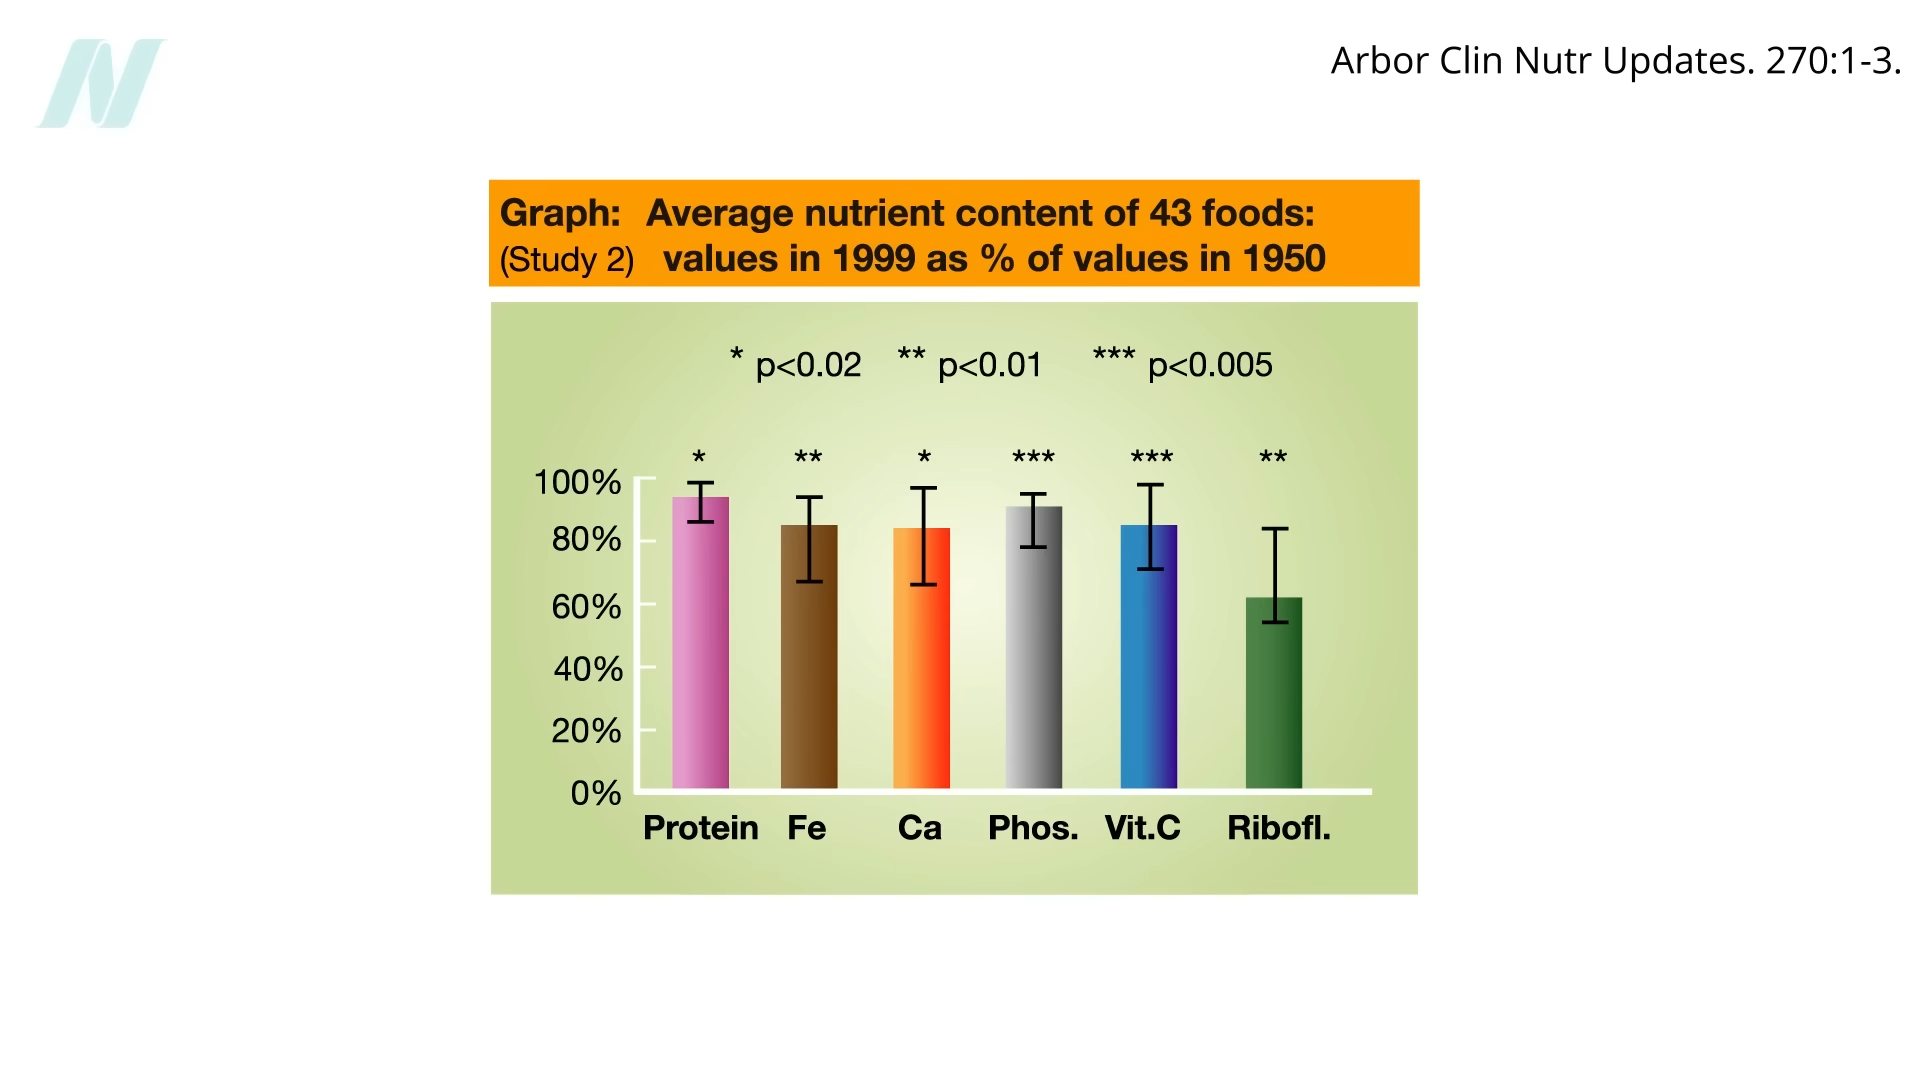 Arbor Clin Nutr Updates. 270:1-3.
Graph: Average nutrient content of 43 foods:
(Study 2) values in 1999 as % of values in 1950
* p<0.02 ** p<0.01 *** p<0.005
* ** * *** *** **
100%
80%
60%
40%
20%
0%
Protein Fe Ca Phos. Vit.C Ribofl.